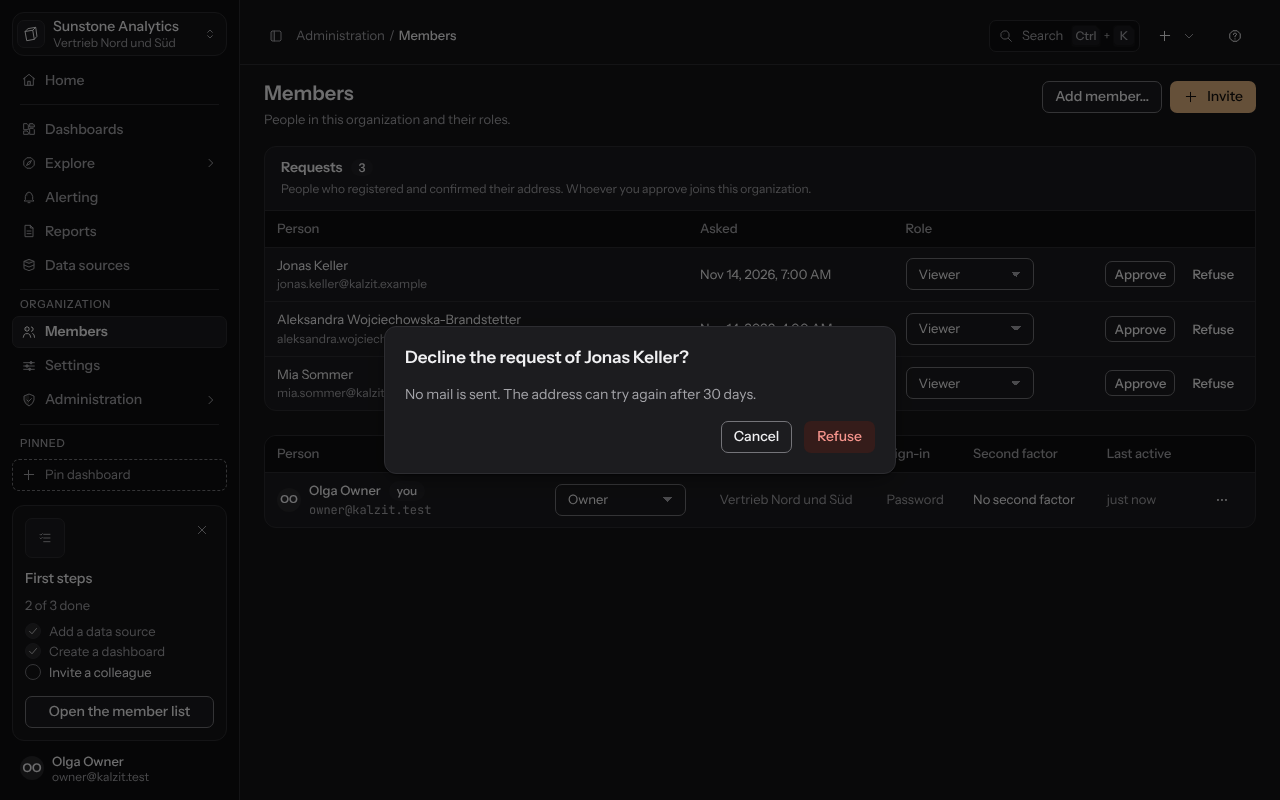 Sunstone Analytics
Vertrieb Nord und Süd
Home
Dashboards
Explore
Alerting
Reports
Data sources
ORGANIZATION
Members
Settings
Administration
PINNED
Pin dashboard
First steps
2 of 3 done
Add a data source
Create a dashboard
Invite a colleague
Open the member list
OO Olga Owner
owner@kalzit.test
Administration / Members
Search Ctrl + K
Members
People in this organization and their roles.
Add member...
Invite
Requests 3
People who registered and confirmed their address. Whoever you approve joins this organization.
Person Asked Role
Jonas Keller
jonas.keller@kalzit.example
Nov 14, 2026, 7:00 AM Viewer Approve Refuse
Aleksandra Wojciechowska-Brandstetter
Viewer Approve Refuse
Mia Sommer
Viewer Approve Refuse
Decline the request of Jonas Keller?
No mail is sent. The address can try again after 30 days.
Cancel Refuse
Person Second factor Last active
OO Olga Owner you
owner@kalzit.test
Owner Vertrieb Nord und Süd Password No second factor just now